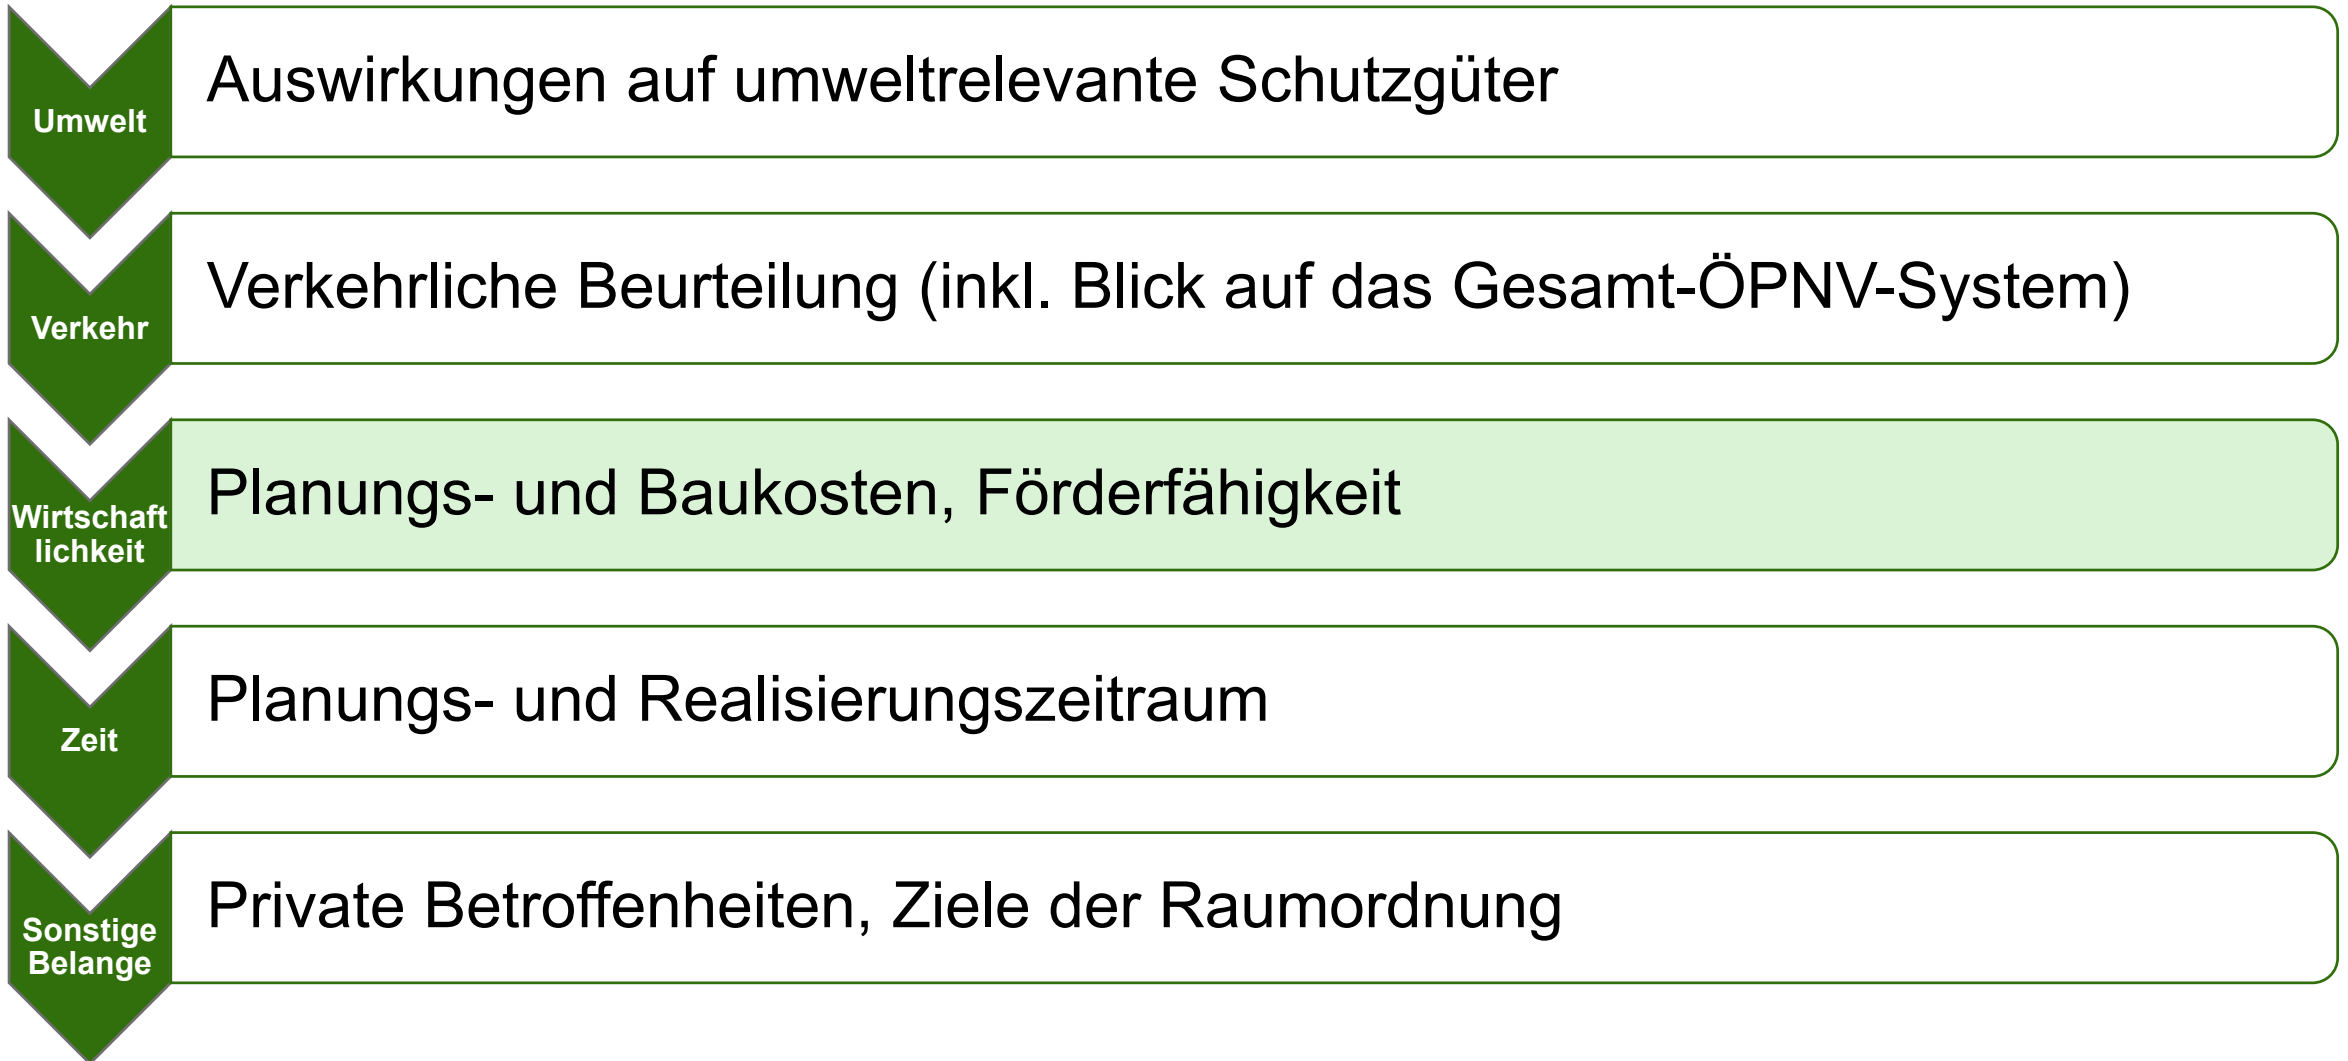 Umwelt
Auswirkungen auf umweltrelevante Schutzgüter
Verkehr
Verkehrliche Beurteilung (inkl. Blick auf das Gesamt-ÖPNV-System)
Wirtschaft
lichkeit
Planungs- und Baukosten, Förderfähigkeit
Zeit
Planungs- und Realisierungszeitraum
Sonstige
Belange
Private Betroffenheiten, Ziele der Raumordnung